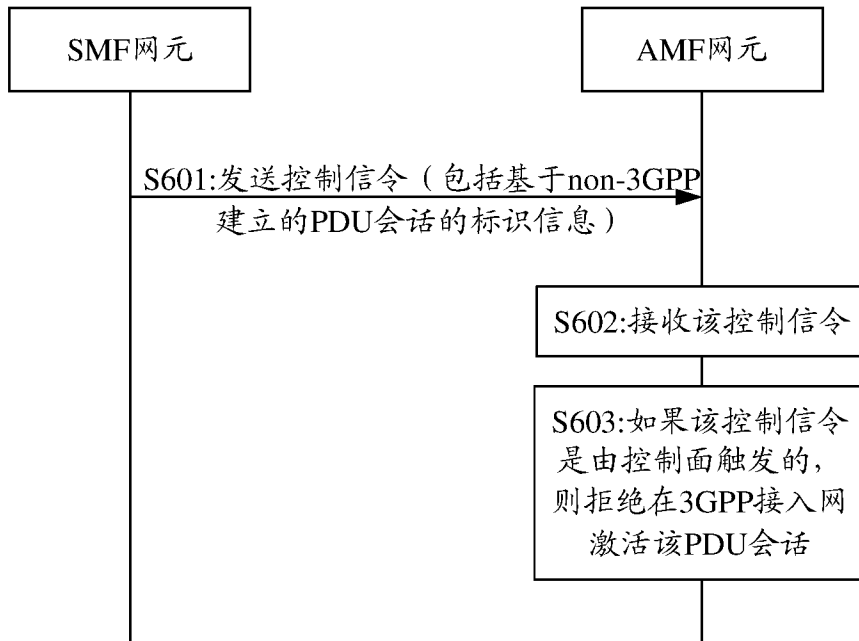 SMF网元
AMF网元
S601:发送控制信令（包括基于non-3GPP
建立的PDU会话的标识信息）
S602:接收该控制信令
S603:如果该控制信令
是由控制面触发的，
则拒绝在3GPP接入网
激活该PDU会话